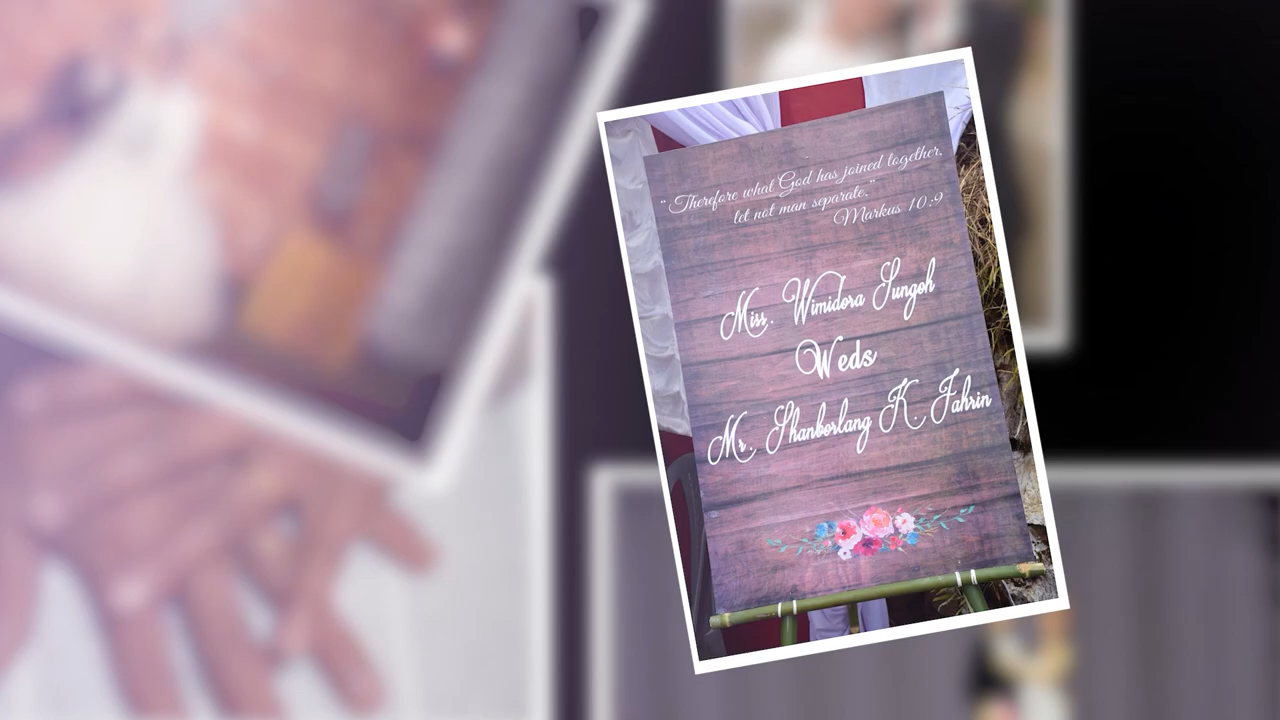 "Therefore what God has joined together,
let not man separate."
Markus 10:9
Miss. Wimidora Sungoh
Weds
Mr. Shanborlang K. Jahrin